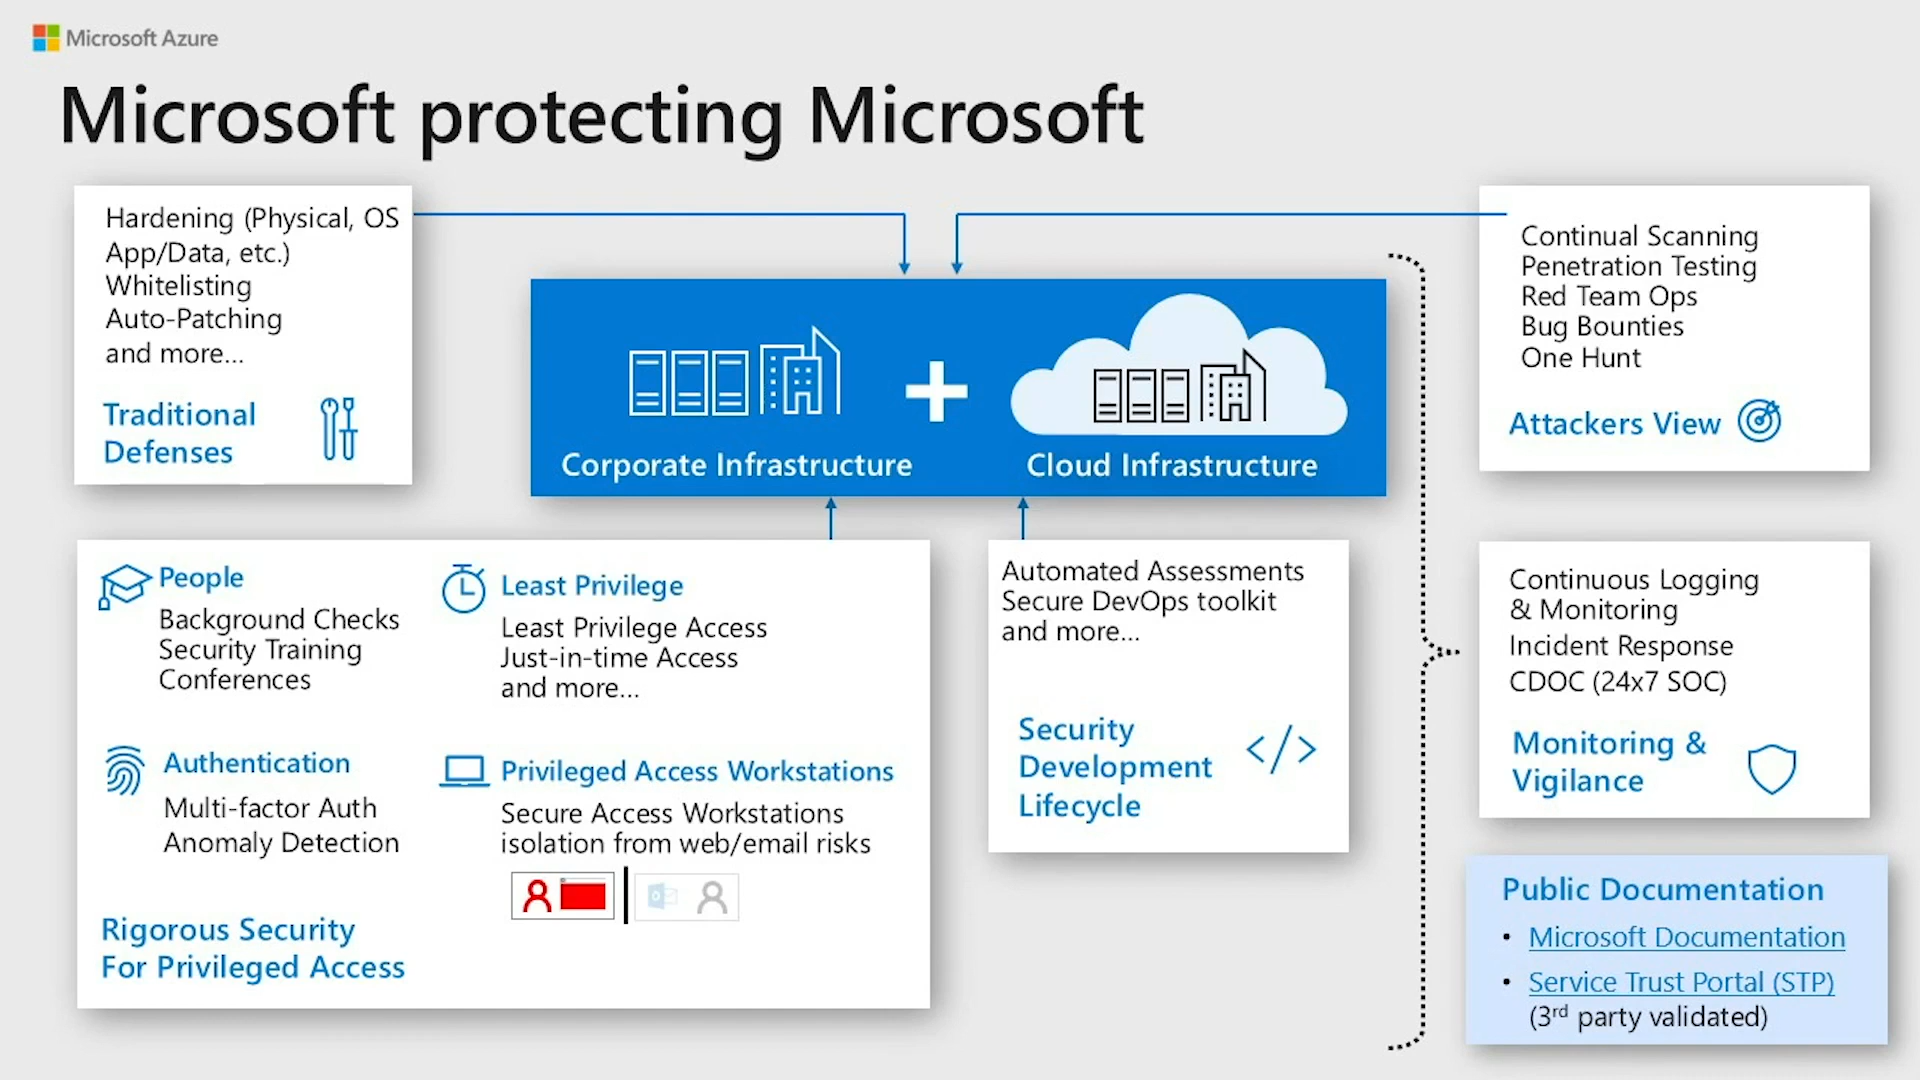 Microsoft Azure
Microsoft protecting Microsoft
Hardening (Physical, OS
App/Data, etc.)
Whitelisting
Auto-Patching
and more...
Traditional
Defenses
Corporate Infrastructure
Cloud Infrastructure
Continual Scanning
Penetration Testing
Red Team Ops
Bug Bounties
One Hunt
Attackers View
People
Background Checks
Security Training
Conferences
Least Privilege
Least Privilege Access
Just-in-time Access
and more...
Authentication
Multi-factor Auth
Anomaly Detection
Privileged Access Workstations
Secure Access Workstations
isolation from web/email risks
Rigorous Security
For Privileged Access
Automated Assessments
Secure DevOps toolkit
and more...
Security
Development
Lifecycle
</>
Continuous Logging
& Monitoring
Incident Response
CDOC (24x7 SOC)
Monitoring &
Vigilance
Public Documentation
• Microsoft Documentation
• Service Trust Portal (STP)
(3rd party validated)